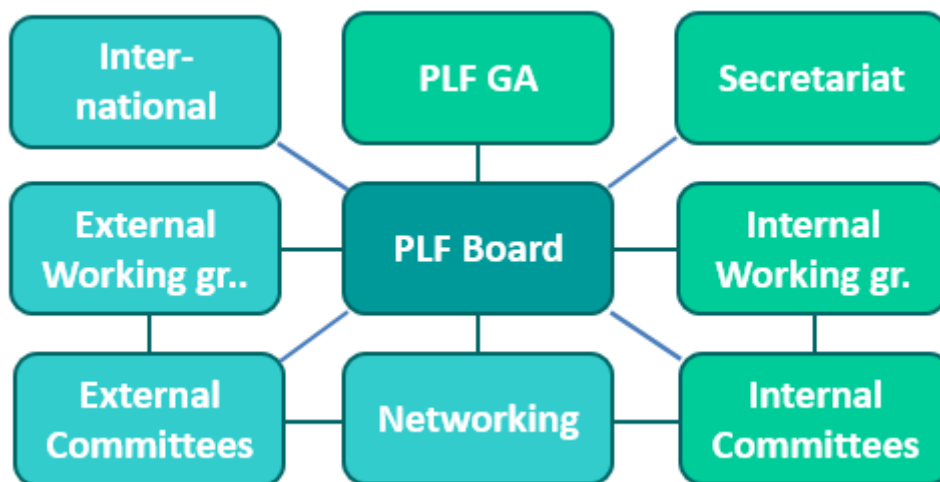 Inter-
national
PLF GA
Secretariat
External
Working gr..
PLF Board
Internal
Working gr.
External
Committees
Networking
Internal
Committees